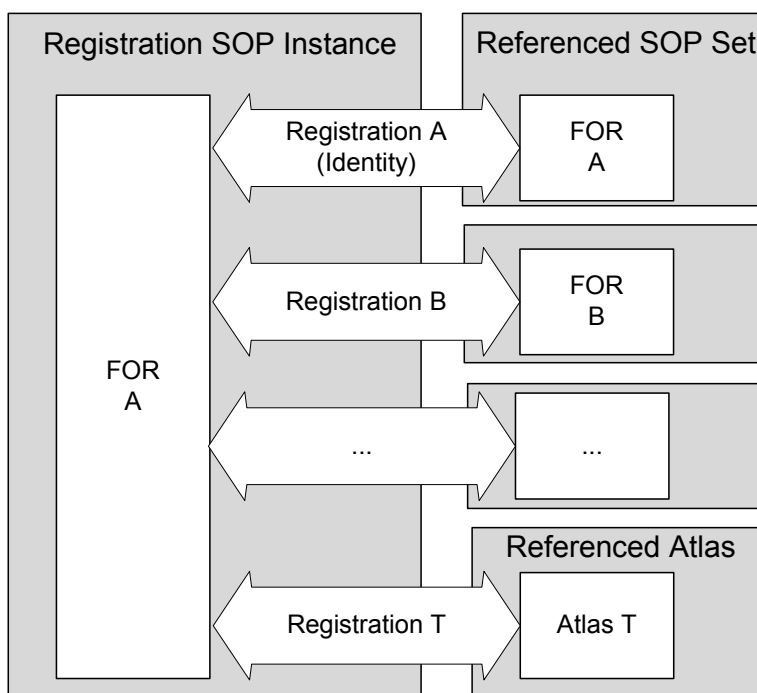 Registration SOP Instance
Referenced SOP Set
Registration A
(Identity)
FOR
A
Registration B
FOR
B
FOR
A
...
...
Referenced Atlas
Registration T
Atlas T